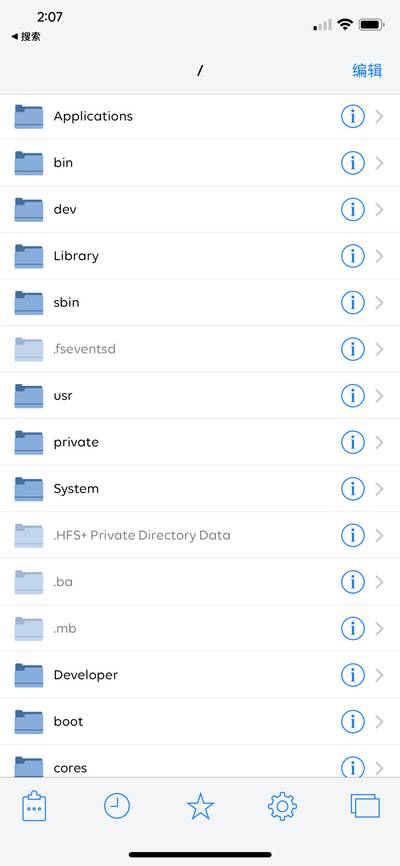 2:07
◀ 搜索
/
编辑
Applications
bin
dev
Library
sbin
.fseventsd
usr
private
System
.HFS+ Private Directory Data
.ba
.mb
Developer
boot
cores